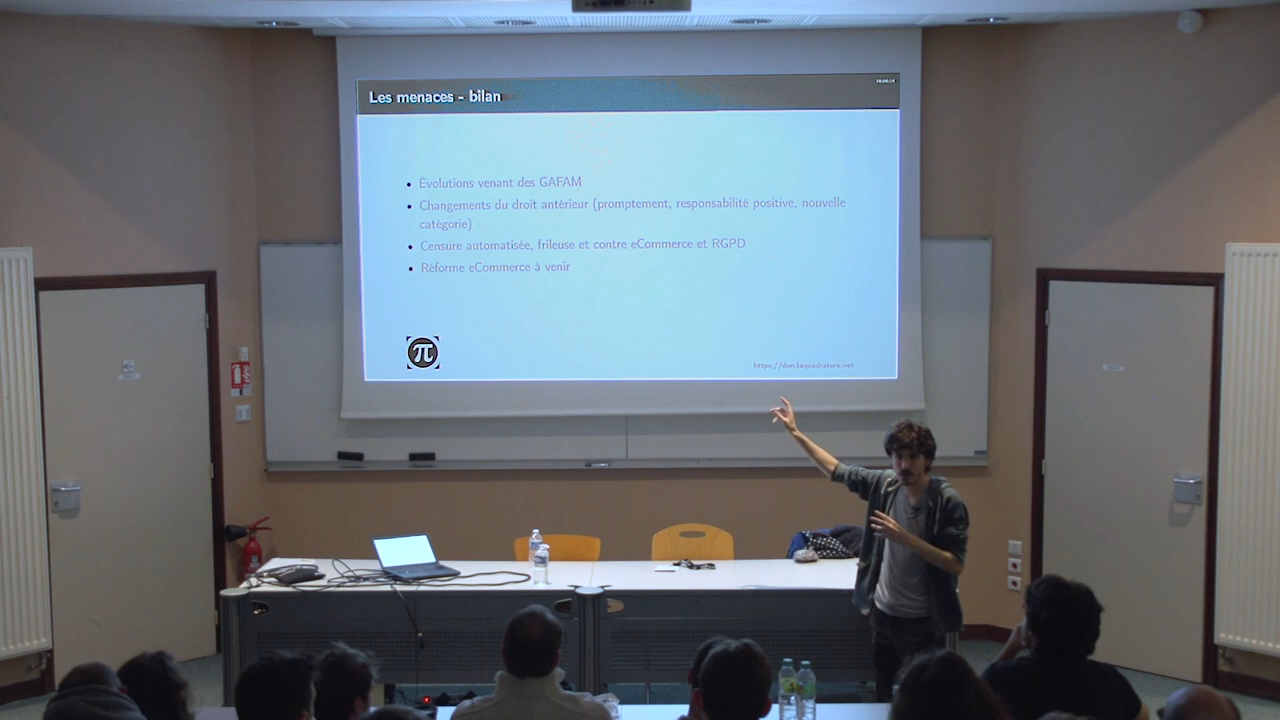 Les menaces - bilan
• Évolutions venant des GAFAM
• Changements du droit antérieur (promptement, responsabilité positive, nouvelle
catégorie)
• Censure automatisée, frileuse et contre eCommerce et RGPD
• Réforme eCommerce à venir
π
https://don.laquadrature.net